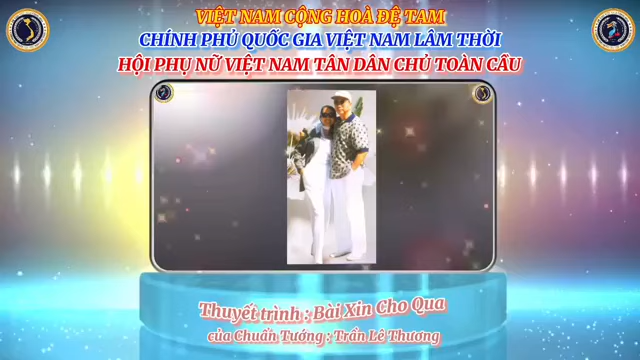 VIỆT NAM CỘNG HOÀ ĐỆ TAM
CHÍNH PHỦ QUỐC GIA VIỆT NAM LÂM THỜI
HỘI PHỤ NỮ VIỆT NAM TÂN DÂN CHỦ TOÀN CẦU
Thuyết trình : Bài Xin Cho Qua
của Chuẩn Tướng : Trần Lê Thương